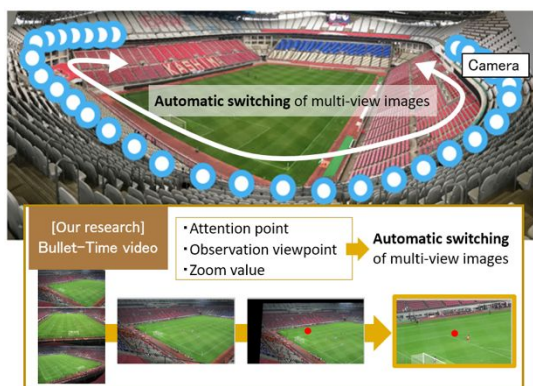 KASHIMA
Camera
Automatic switching of multi-view images
[Our research]
Bullet-Time video
・Attention point
・Observation viewpoint
・Zoom value
Automatic switching
of multi-view images